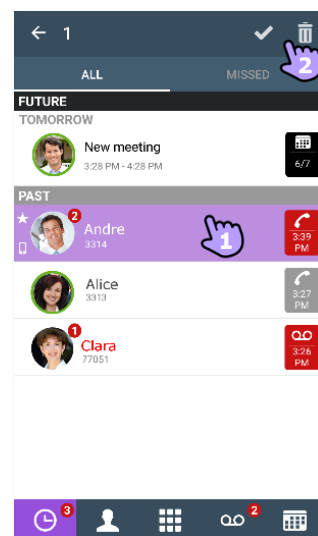 1
2
ALL MISSED
FUTURE
TOMORROW
New meeting
3:28 PM - 4:28 PM
6/7
PAST
2
Andre
3314
1
3:39
PM
Alice
3313
3:27
PM
1
Clara
77051
3:26
PM
3
2